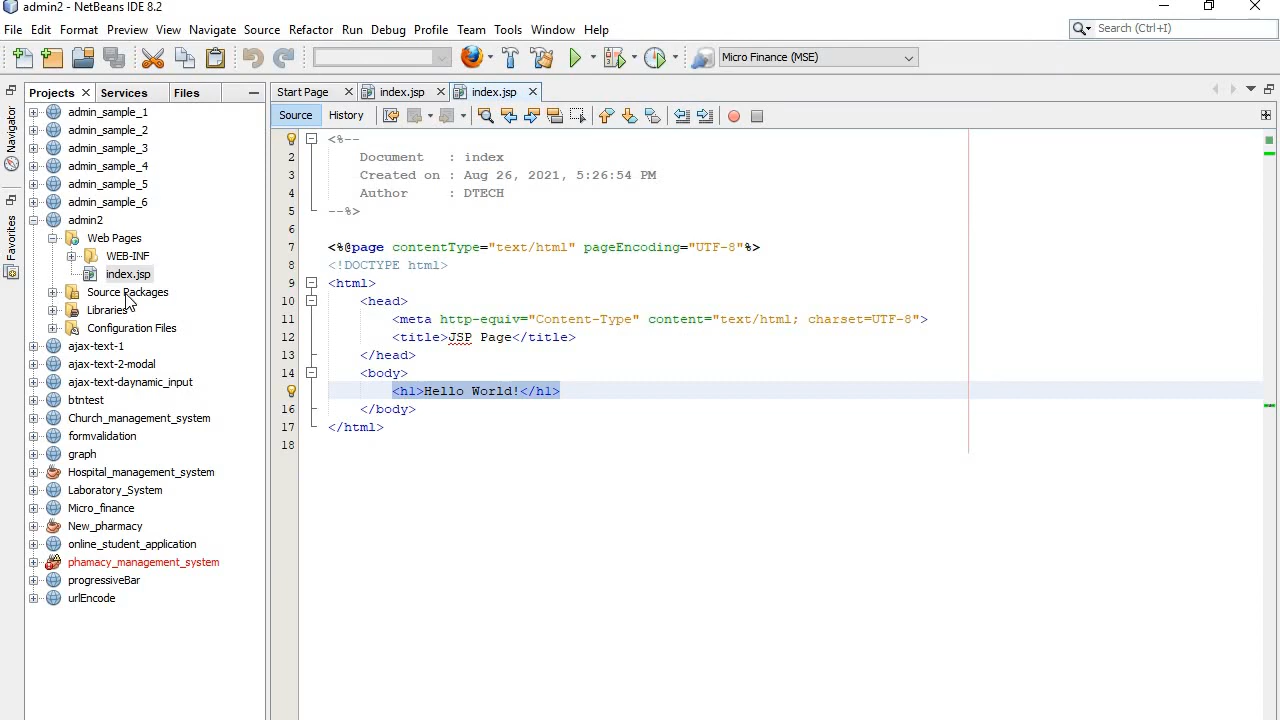 admin2 - NetBeans IDE 8.2
File Edit Format Preview View Navigate Source Refactor Run Debug Profile Team Tools Window Help
Search (Ctrl+I)
Micro Finance (MSE)
Projects Services Files
Start Page index.jsp index.jsp
Source History
Navigator
Favorites
admin_sample_1
admin_sample_2
admin_sample_3
admin_sample_4
admin_sample_5
admin_sample_6
admin2
Web Pages
WEB-INF
index.jsp
Source Packages
Libraries
Configuration Files
ajax-text-1
ajax-text-2-modal
ajax-text-daynamic_input
btntest
Church_management_system
formvalidation
graph
Hospital_management_system
Laboratory_System
Micro_finance
New_pharmacy
online_student_application
phamacy_management_system
progressiveBar
urlEncode
<%--
2 Document : index
3 Created on : Aug 26, 2021, 5:26:54 PM
4 Author : DTECH
5 --%>
6
7 <%@page contentType="text/html" pageEncoding="UTF-8"%>
8 <!DOCTYPE html>
9 <html>
10 <head>
11 <meta http-equiv="Content-Type" content="text/html; charset=UTF-8">
12 <title>JSP Page</title>
13 </head>
14 <body>
<h1>Hello World!</h1>
16 </body>
17 </html>
18